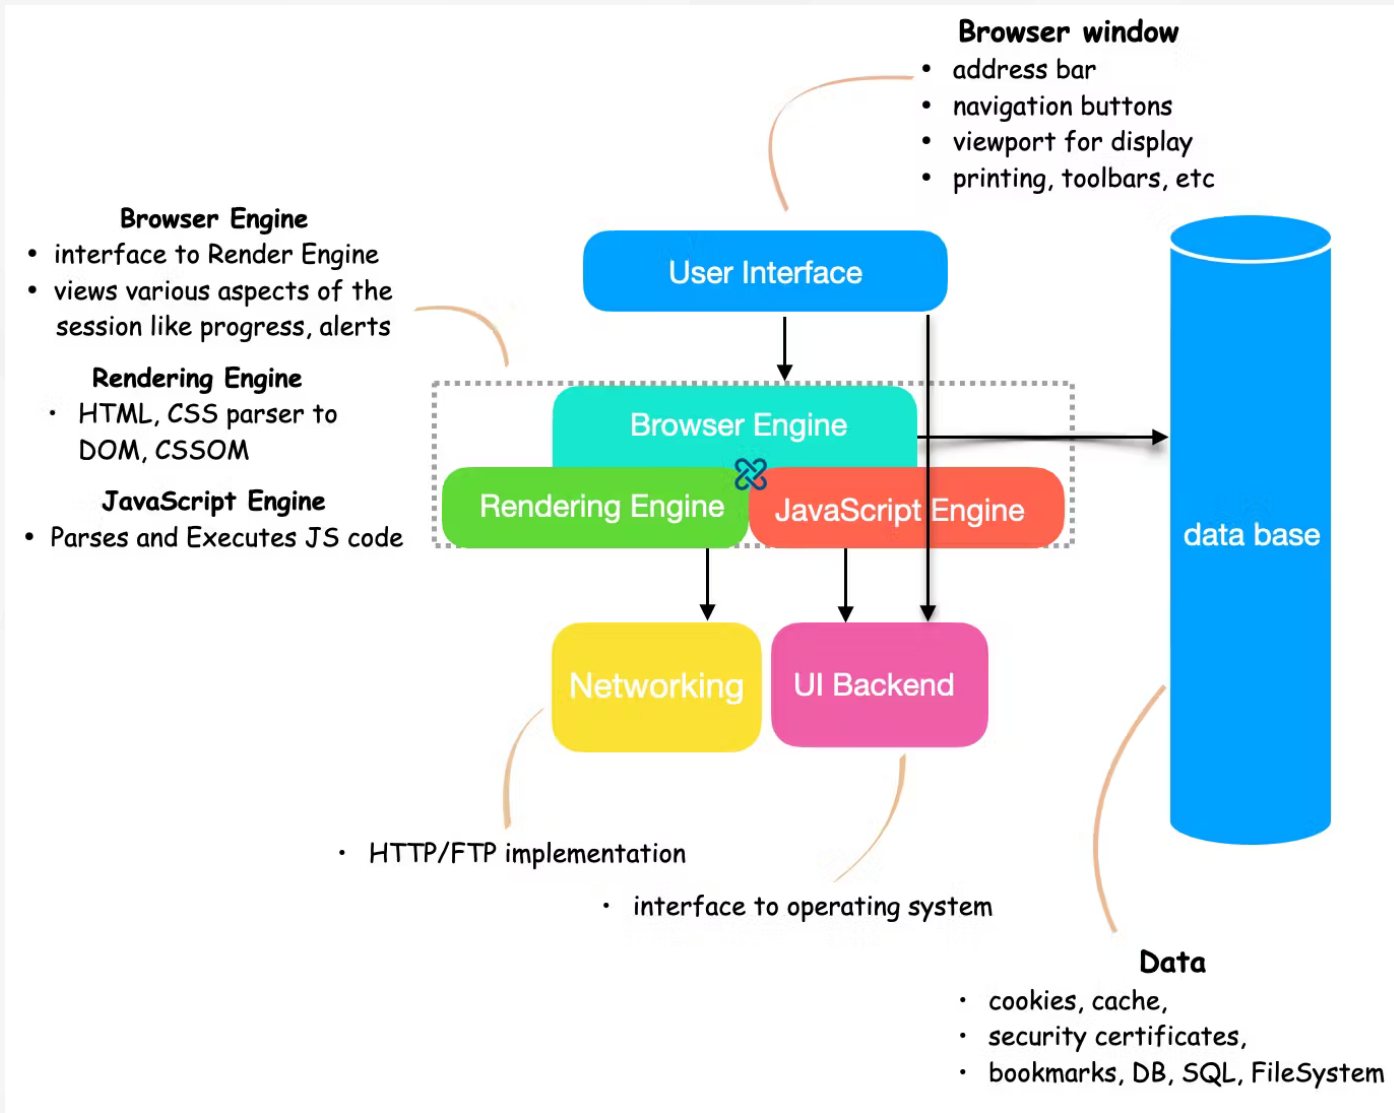 Browser window
• address bar
• navigation buttons
• viewport for display
• printing, toolbars, etc
Browser Engine
• interface to Render Engine
• views various aspects of the
session like progress, alerts
Rendering Engine
• HTML, CSS parser to
DOM, CSSOM
JavaScript Engine
• Parses and Executes JS code
User Interface
Browser Engine
Rendering Engine
JavaScript Engine
data base
Networking
UI Backend
• HTTP/FTP implementation
• interface to operating system
Data
• cookies, cache,
• security certificates,
• bookmarks, DB, SQL, FileSystem